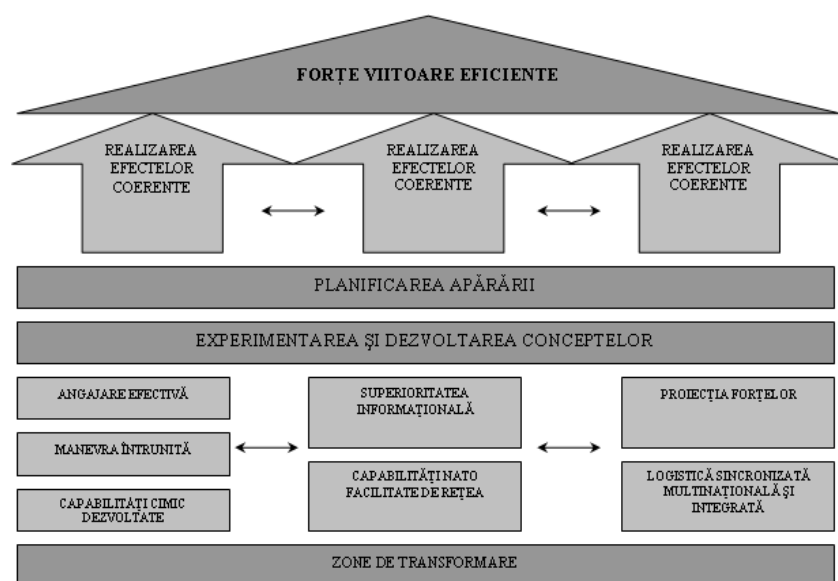 FORȚE VIITOARE EFICIENTE
REALIZAREA
EFECTELOR
COERENTE
REALIZAREA
EFECTELOR
COERENTE
REALIZAREA
EFECTELOR
COERENTE
PLANIFICAREA APĂRĂRII
EXPERIMENTAREA ŞI DEZVOLTAREA CONCEPTELOR
ANGAJARE EFECTIVĂ
MANEVRA ÎNTRUNITĂ
CAPABILITĂȚI CIMIC
DEZVOLTATE
SUPERIORITATEA
INFORMAȚIONALĂ
CAPABILITĂȚI NATO
FACILITATE DE REȚEA
PROIECȚIA FORȚELOR
LOGISTICĂ SINCRONIZATĂ
MULTINAȚIONALĂ ŞI
INTEGRATĂ
ZONE DE TRANSFORMARE